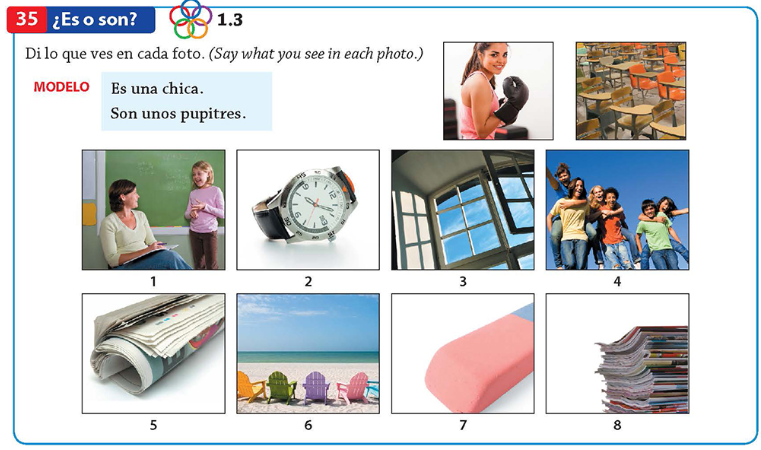 35 ¿Es o son? 1.3
Di lo que ves en cada foto. (Say what you see in each photo.)
MODELO Es una chica.
Son unos pupitres.
1 2 3 4
5 6 7 8